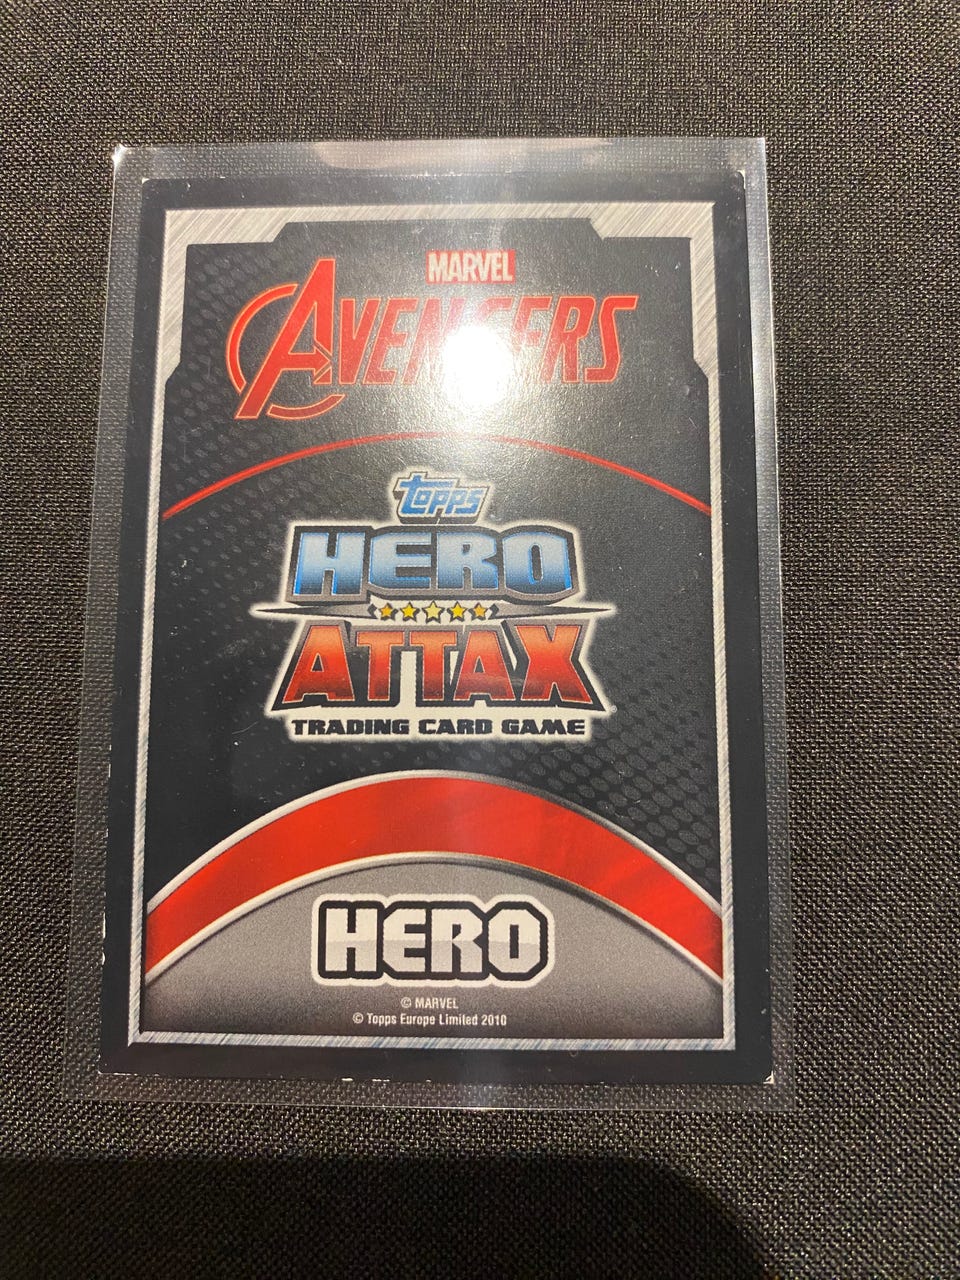 MARVEL
AVENGERS
TOPPS
HERO
ATTAX
TRADING CARD GAME
HERO
© MARVEL
© Topps Europe Limited 2010